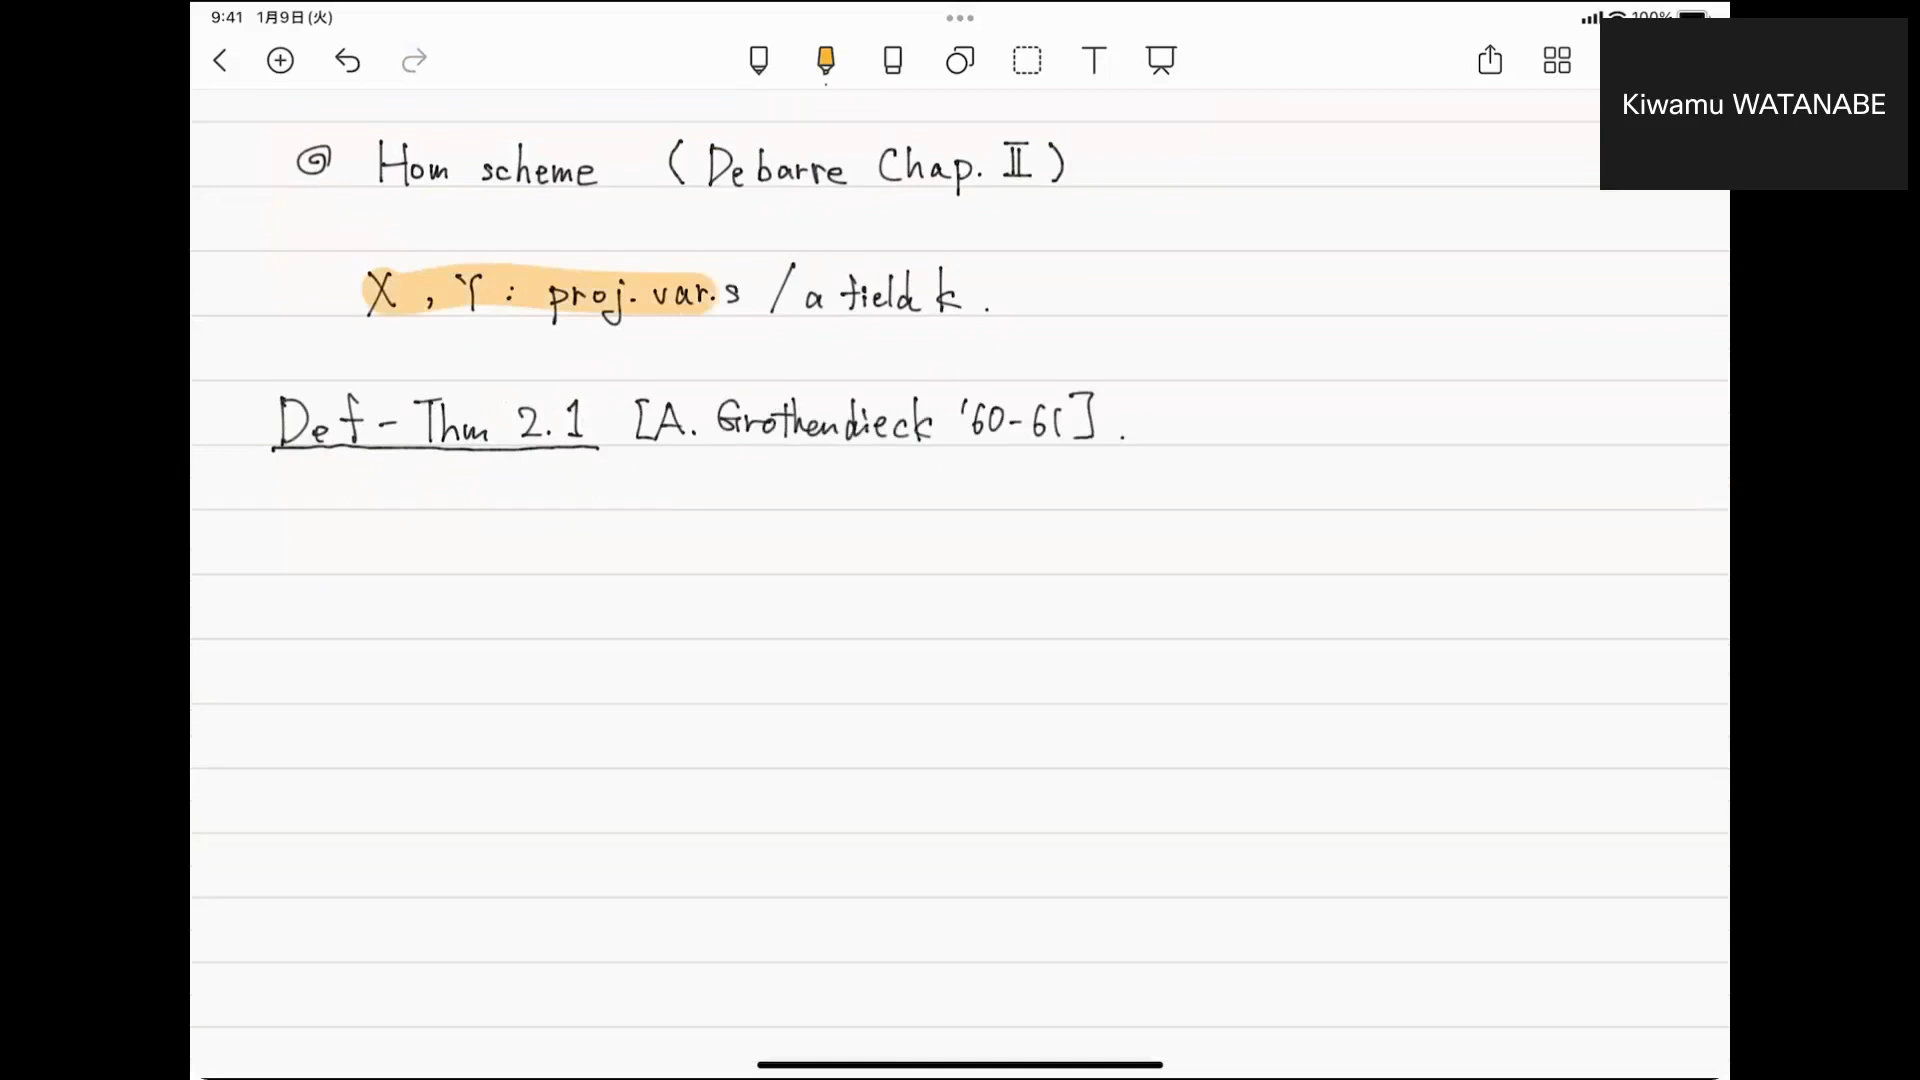 9:41 1月9日(火)
100%
Kiwamu WATANABE
Hom scheme (Debarre Chap. II)
X, Y : proj. var.s / a field k.
Def-Thm 2.1 [A. Grothendieck '60-61].